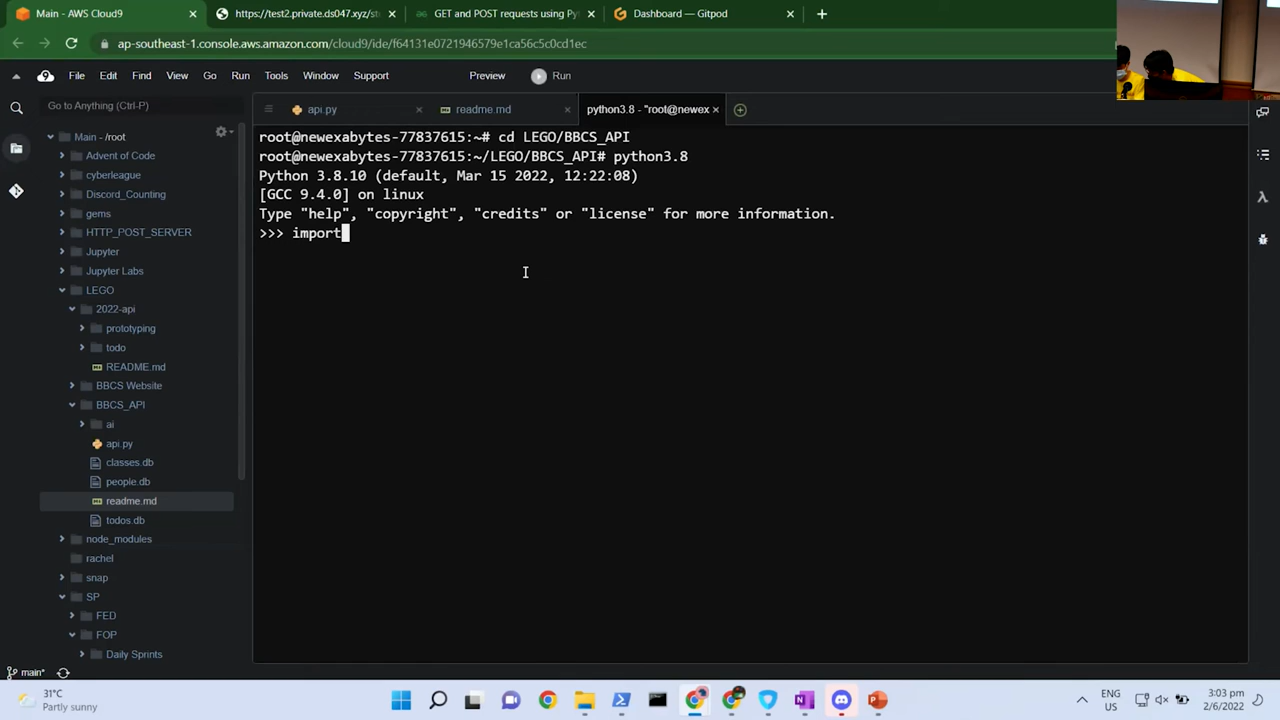 Main - AWS Cloud9
https://test2.private.ds047.xyz/st
GET and POST requests using Py
Dashboard — Gitpod
ap-southeast-1.console.aws.amazon.com/cloud9/ide/f64131e0721946579e1ca56c5c0cd1ec
File Edit Find View Go Run Tools Window Support Preview Run
Go to Anything (Ctrl-P)
api.py
readme.md
python3.8 - "root@newex
Main - /root
Advent of Code
cyberleague
Discord_Counting
gems
HTTP_POST_SERVER
Jupyter
Jupyter Labs
LEGO
2022-api
prototyping
todo
README.md
BBCS Website
BBCS_API
ai
api.py
classes.db
people.db
readme.md
todos.db
node_modules
rachel
snap
SP
FED
FOP
Daily Sprints
root@newexabytes-77837615:~# cd LEGO/BBCS_API
root@newexabytes-77837615:~/LEGO/BBCS_API# python3.8
Python 3.8.10 (default, Mar 15 2022, 12:22:08)
[GCC 9.4.0] on linux
Type "help", "copyright", "credits" or "license" for more information.
>>> import
main*
31°C
Partly sunny
ENG
US
3:03 pm
2/6/2022